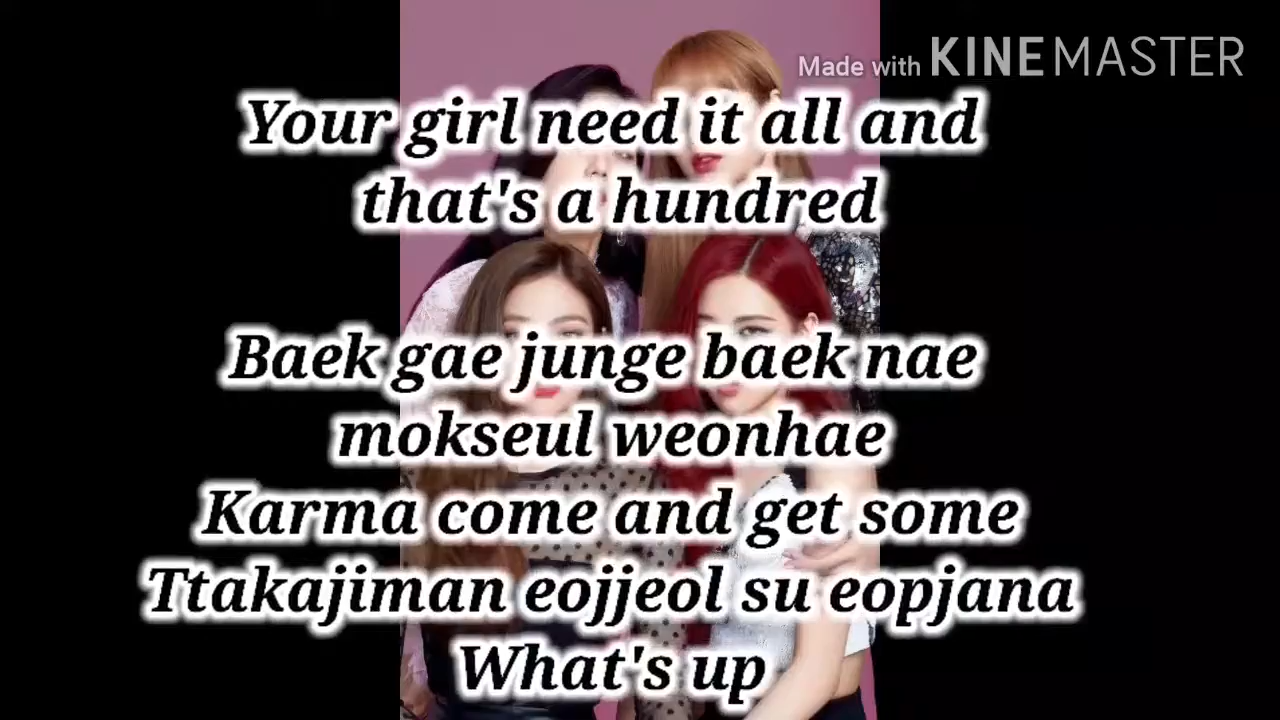 Made with KINEMASTER
Your girl need it all and
that's a hundred
Baek gae junge baek nae
mokseul weonhae
Karma come and get some
Ttakajiman eojjeol su eopjana
What's up